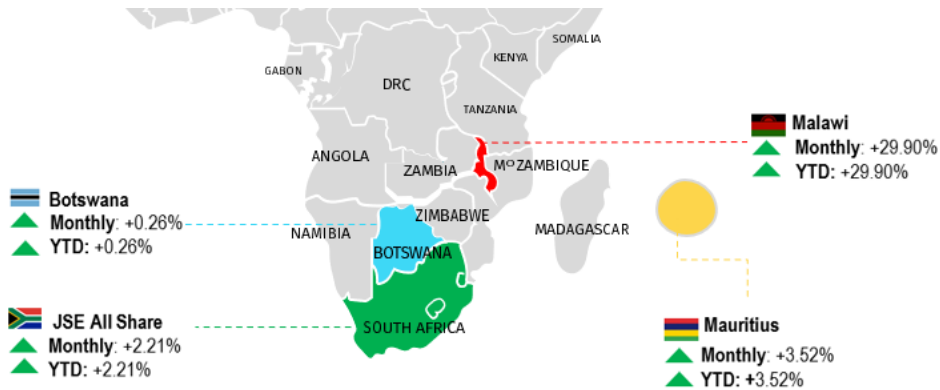 SOMALIA
KENYA
GABON
DRC
TANZANIA
Malawi
Monthly: +29.90%
YTD: +29.90%
ANGOLA
ZAMBIA
MOZAMBIQUE
Botswana
Monthly: +0.26%
YTD: +0.26%
ZIMBABWE
NAMIBIA
MADAGASCAR
BOTSWANA
JSE All Share
Monthly: +2.21%
YTD: +2.21%
SOUTH AFRICA
Mauritius
Monthly: +3.52%
YTD: +3.52%